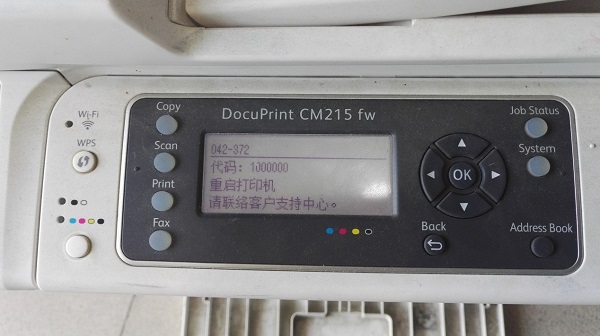 Wi-Fi
WPS
Copy
Scan
Print
Fax
DocuPrint CM215 fw
042-372
代码：1000000
重启打印机
请联络客户支持中心。
OK
Back
Job Status
System
Address Book